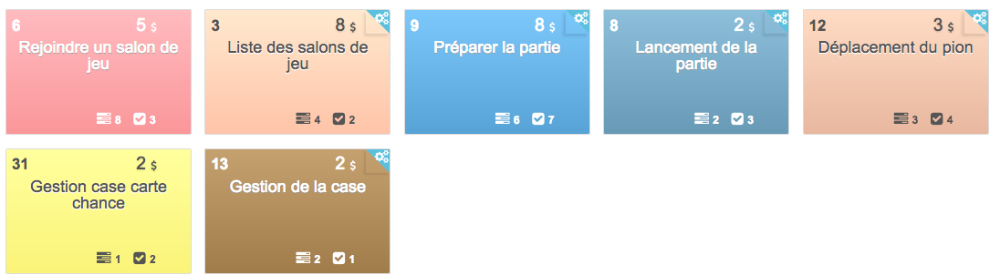 6 5 $
Rejoindre un salon de
jeu
8 3
3 8 $
Liste des salons de
jeu
4 2
9 8 $
Préparer la partie
6 7
8 2 $
Lancement de la
partie
2 3
12 3 $
Déplacement du pion
3 4
31 2 $
Gestion case carte
chance
1 2
13 2 $
Gestion de la case
2 1